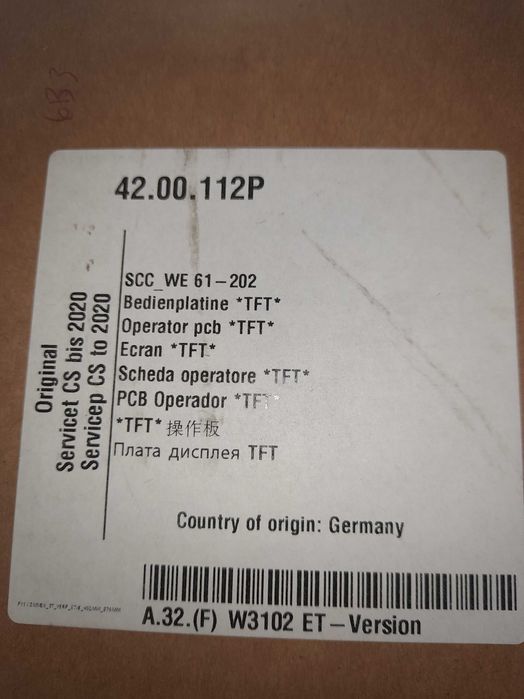 6B3
42.00.112P
Original
Servicet CS bis 2020
Servicep CS to 2020
SCC_WE 61-202
Bedienplatine *TFT*
Operator pcb *TFT*
Ecran *TFT*
Scheda operatore *TFT*
PCB Operador *TFT
*TFT* 操作板
Плата дисплея TFT
Country of origin: Germany
A.32.(F) W3102 ET-Version